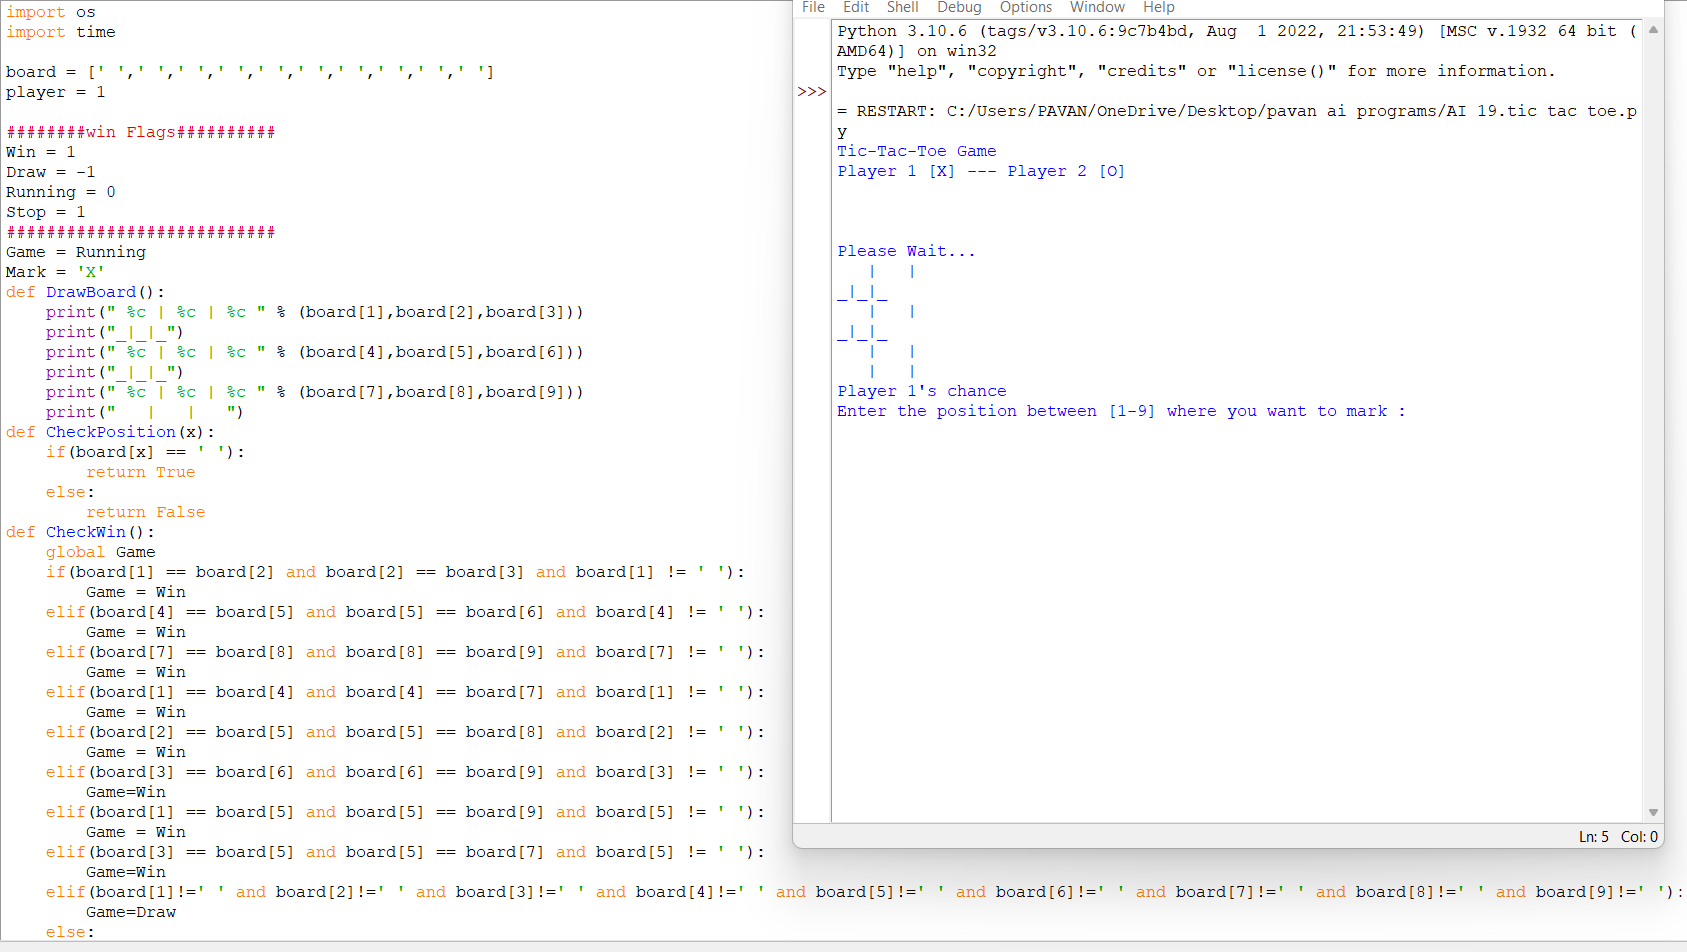 import os
import time
board = [' ',' ',' ',' ',' ',' ',' ',' ',' ',' ']
player = 1
########win Flags##########
Win = 1
Draw = -1
Running = 0
Stop = 1
###########################
Game = Running
Mark = 'X'
def DrawBoard():
    print(" %c | %c | %c " % (board[1],board[2],board[3]))
    print("_|_|_")
    print(" %c | %c | %c " % (board[4],board[5],board[6]))
    print("_|_|_")
    print(" %c | %c | %c " % (board[7],board[8],board[9]))
    print("   |   |   ")
def CheckPosition(x):
    if(board[x] == ' '):
        return True
    else:
        return False
def CheckWin():
    global Game
    if(board[1] == board[2] and board[2] == board[3] and board[1] != ' '):
        Game = Win
    elif(board[4] == board[5] and board[5] == board[6] and board[4] != ' '):
        Game = Win
    elif(board[7] == board[8] and board[8] == board[9] and board[7] != ' '):
        Game = Win
    elif(board[1] == board[4] and board[4] == board[7] and board[1] != ' '):
        Game = Win
    elif(board[2] == board[5] and board[5] == board[8] and board[2] != ' '):
        Game = Win
    elif(board[3] == board[6] and board[6] == board[9] and board[3] != ' '):
        Game=Win
    elif(board[1] == board[5] and board[5] == board[9] and board[5] != ' '):
        Game = Win
    elif(board[3] == board[5] and board[5] == board[7] and board[5] != ' '):
        Game=Win
    elif(board[1]!=' ' and board[2]!=' ' and board[3]!=' ' and board[4]!=' ' and board[5]!=' ' and board[6]!=' ' and board[7]!=' ' and board[8]!=' ' and board[9]!=' '):
        Game=Draw
    else:
File Edit Shell Debug Options Window Help
Python 3.10.6 (tags/v3.10.6:9c7b4bd, Aug  1 2022, 21:53:49) [MSC v.1932 64 bit (
AMD64)] on win32
Type "help", "copyright", "credits" or "license()" for more information.
>>>
= RESTART: C:/Users/PAVAN/OneDrive/Desktop/pavan ai programs/AI 19.tic tac toe.p
y
Tic-Tac-Toe Game
Player 1 [X] --- Player 2 [O]
Please Wait...
   |   |
_|_|_
   |   |
_|_|_
   |   |
   |   |
Player 1's chance
Enter the position between [1-9] where you want to mark :
Ln: 5 Col: 0